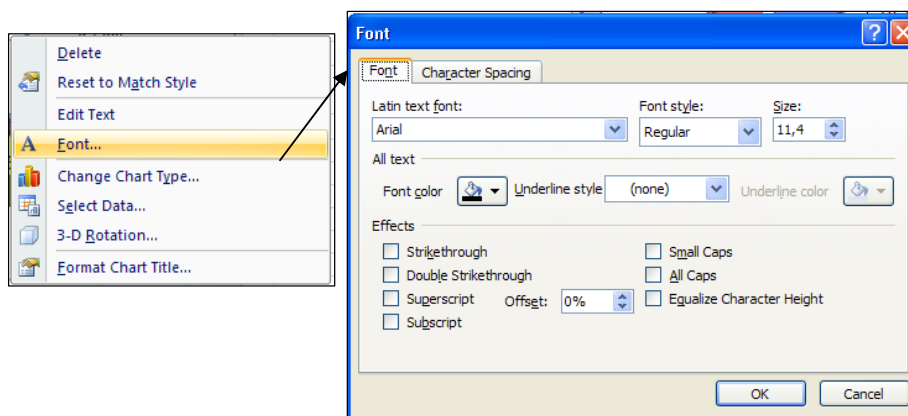 Delete
Reset to Match Style
Edit Text
A Font...
Change Chart Type...
Select Data...
3-D Rotation...
Format Chart Title...
Font
Font Character Spacing
Latin text font: Font style: Size:
Arial Regular 11,4
All text
Font color Underline style (none) Underline color
Effects
Strikethrough Small Caps
Double Strikethrough All Caps
Superscript Offset: 0% Equalize Character Height
Subscript
OK Cancel